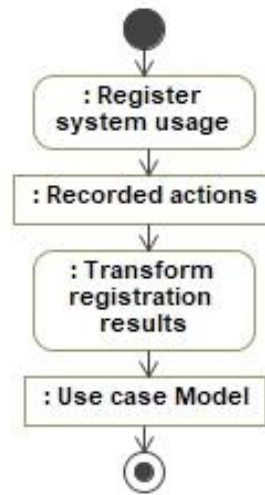 : Register
system usage
: Recorded actions
: Transform
registration
results
: Use case Model